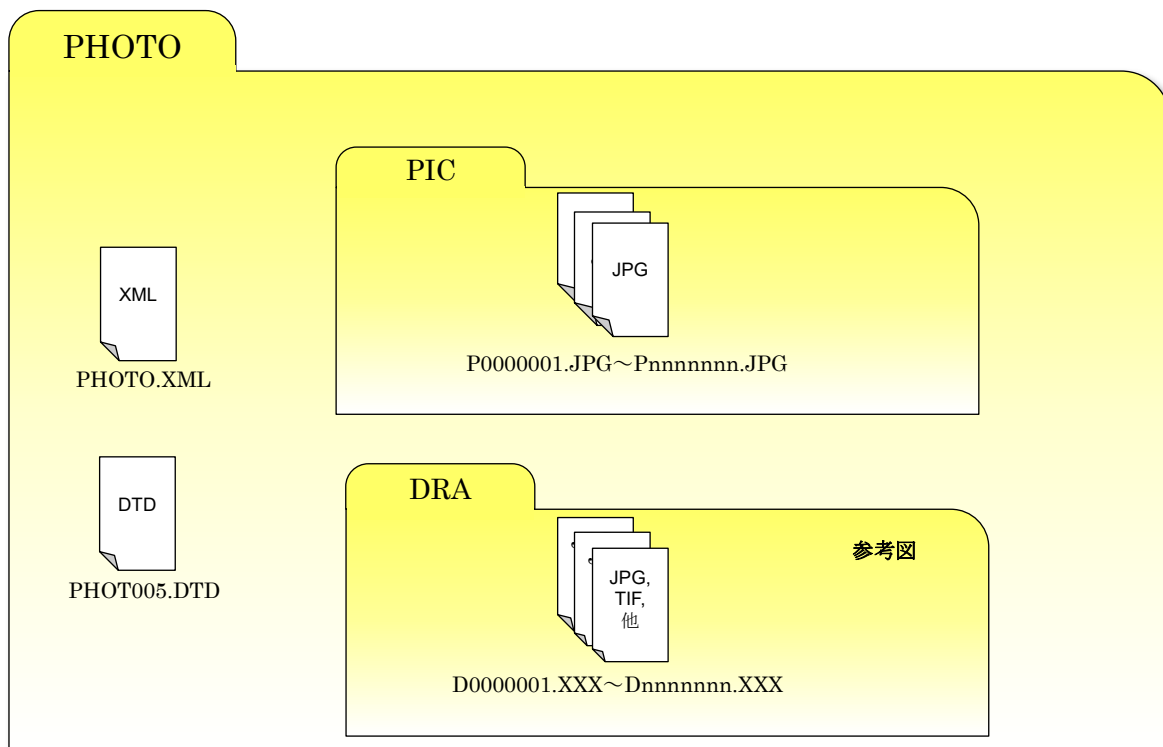 PHOTO
PIC
JPG
P0000001.JPG～Pnnnnnnn.JPG
XML
PHOTO.XML
DTD
PHOT005.DTD
DRA
参考図
JPG,
TIF,
他
D0000001.XXX～Dnnnnnnn.XXX